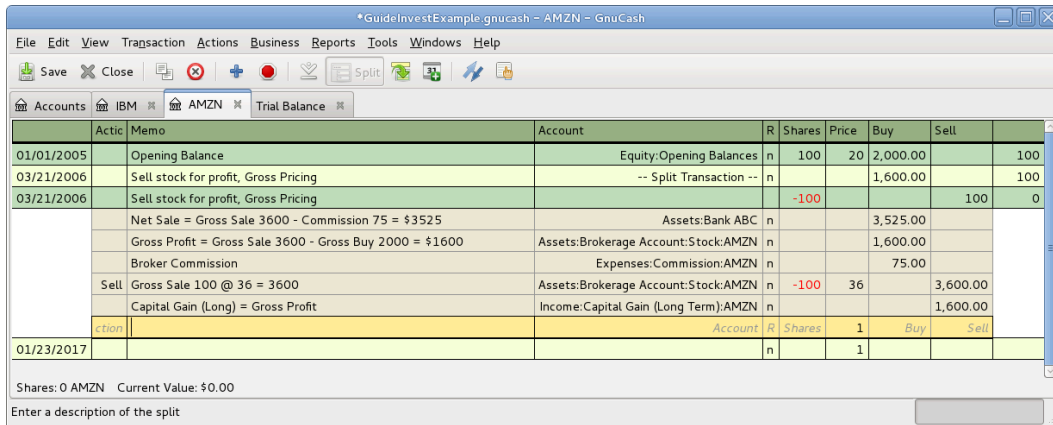 *GuideInvestExample.gnucash – AMZN – GnuCash
File Edit View Transaction Actions Business Reports Tools Windows Help
Save Close Split 31
Accounts IBM AMZN Trial Balance
Actic Memo Account R Shares Price Buy Sell
01/01/2005 Opening Balance Equity:Opening Balances n 100 20 2,000.00 100
03/21/2006 Sell stock for profit, Gross Pricing -- Split Transaction -- n 1,600.00 100
03/21/2006 Sell stock for profit, Gross Pricing -100 100 0
Net Sale = Gross Sale 3600 - Commission 75 = $3525 Assets:Bank ABC n 3,525.00
Gross Profit = Gross Sale 3600 - Gross Buy 2000 = $1600 Assets:Brokerage Account:Stock:AMZN n 1,600.00
Broker Commission Expenses:Commission:AMZN n 75.00
Sell Gross Sale 100 @ 36 = 3600 Assets:Brokerage Account:Stock:AMZN n -100 36 3,600.00
Capital Gain (Long) = Gross Profit Income:Capital Gain (Long Term):AMZN n 1,600.00
ction Account R Shares 1 Buy Sell
01/23/2017 n 1
Shares: 0 AMZN Current Value: $0.00
Enter a description of the split